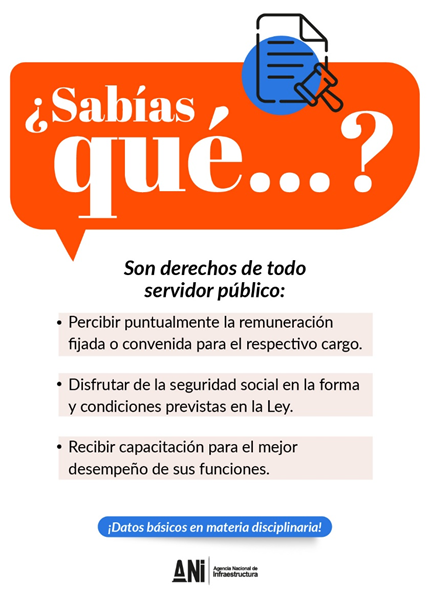 ¿Sabías
qué...?
Son derechos de todo
servidor público:
• Percibir puntualmente la remuneración
fijada o convenida para el respectivo cargo.
• Disfrutar de la seguridad social en la forma
y condiciones previstas en la Ley.
• Recibir capacitación para el mejor
desempeño de sus funciones.
¡Datos básicos en materia disciplinaria!
ANI
Agencia Nacional de
Infraestructura